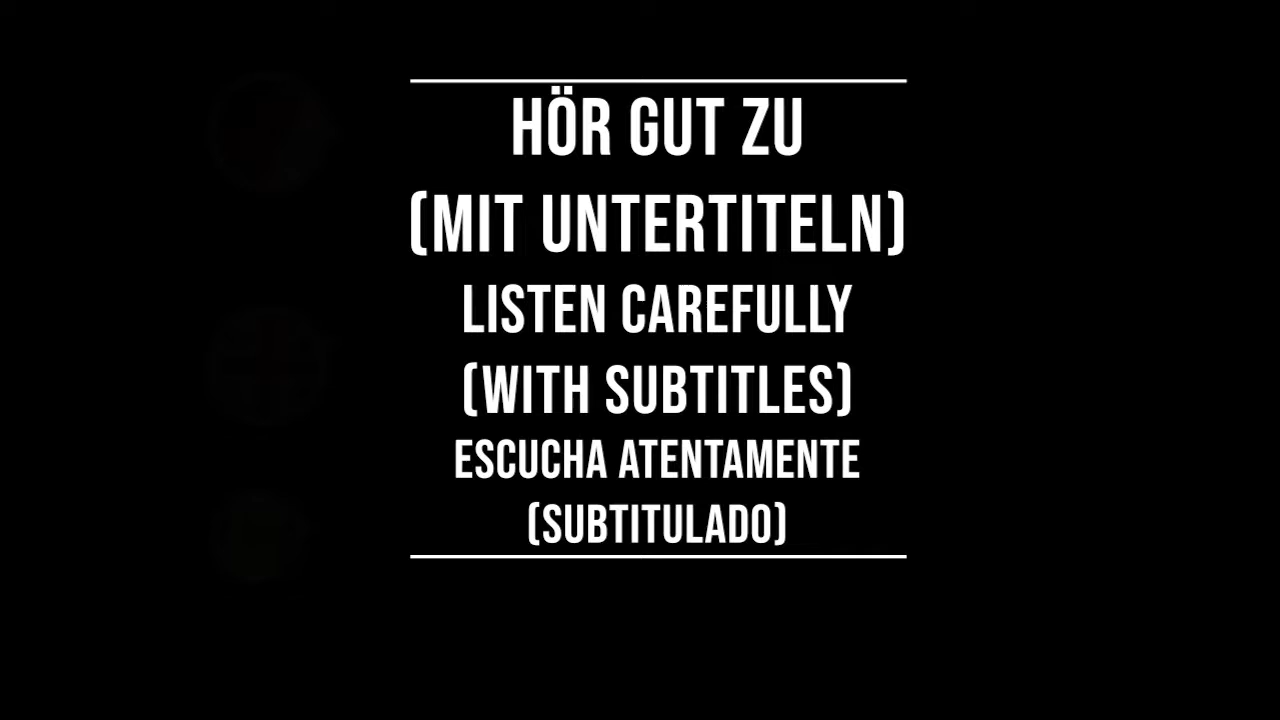 HÖR GUT ZU
(MIT UNTERTITELN)
LISTEN CAREFULLY
(WITH SUBTITLES)
ESCUCHA ATENTAMENTE
(SUBTITULADO)